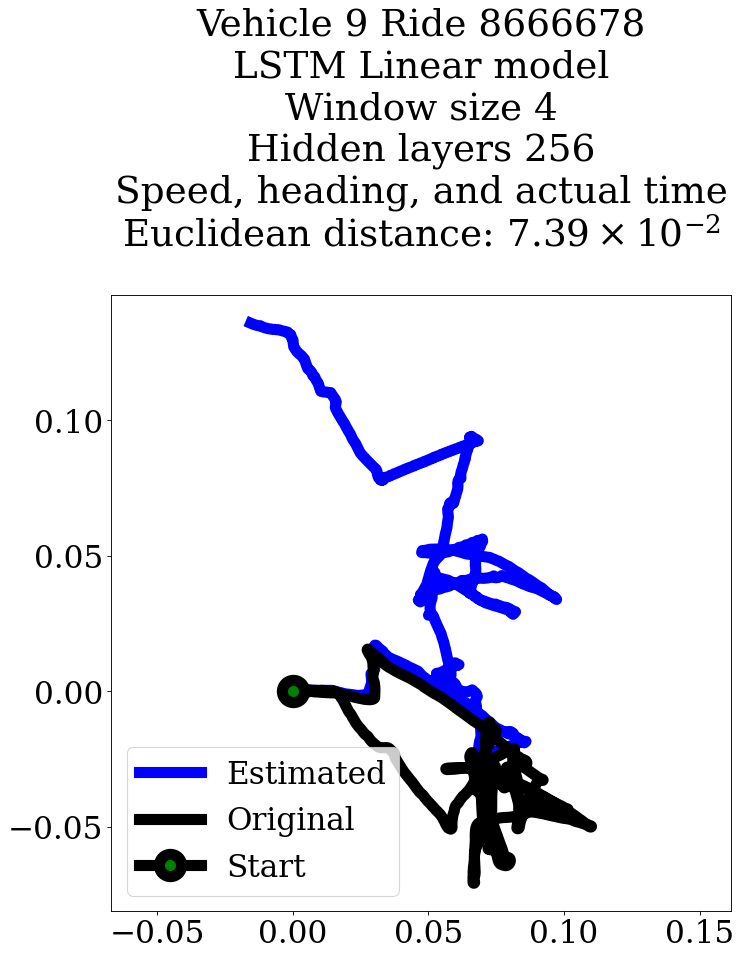 Vehicle 9 Ride 8666678
LSTM Linear model
Window size 4
Hidden layers 256
Speed, heading, and actual time
Euclidean distance: 7.39 × 10⁻²
0.10
0.05
0.00
−0.05
Estimated
Original
Start
−0.05 0.00 0.05 0.10 0.15